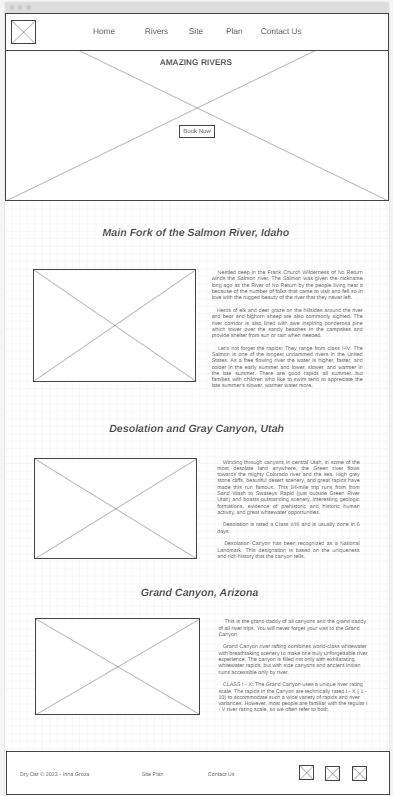 Home Rivers Site Plan Contact Us
AMAZING RIVERS
Book Now
Main Fork of the Salmon River, Idaho
Nestled deep in the Frank Church Wilderness of No Return
winds the Salmon river. The Salmon was given the nickname
long ago as the River of No Return by the people living near it
because of the number of folks that came to visit and fell so in
love with the rugged beauty of the river that they never left.
Herds of elk and deer graze on the hillsides around the river
and bear and bighorn sheep are also commonly sighted. The
river corridor is also lined with awe inspiring ponderosa pine
which tower over the sandy beaches in the campsites and
provide shelter from sun or rain when needed.
Let's not forget the rapids! They range from class I-IV. The
Salmon is one of the longest undammed rivers in the United
States. As a free flowing river the water is higher, faster, and
colder in the early summer and lower, slower, and warmer in
the late summer. There are good rapids all summer...but
families with children who like to swim tend to appreciate the
late summer's slower, warmer water more.
Desolation and Gray Canyon, Utah
Winding through canyons in central Utah, in some of the
most desolate land anywhere, the Green river flows
towards the mighty Colorado river and the sea. High grey
stone cliffs, beautiful desert scenery, and great rapids have
made this run famous. This 84-mile trip runs from from
Sand Wash to Swaseys Rapid (just outside Green River
Utah) and boasts outstanding scenery, interesting geologic
formations, evidence of prehistoric and historic human
activity, and great whitewater opportunities.
Desolation is rated a Class II/III and is usually done in 6
days
Desolation Canyon has been recognized as a National
Landmark. This designation is based on the uniqueness
and rich history that the canyon tells,
Grand Canyon, Arizona
This is the grand daddy of all canyons and the grand daddy
of all river trips. You will never forget your visit to the Grand
Canyon.
Grand Canyon river rafting combines world-class whitewater
with breathtaking scenery to make one truly unforgettable river
experience. The canyon is filled not only with exhilarating
whitewater rapids, but with side canyons and ancient Indian
ruins accessible only by river.
CLASS I - X: The Grand Canyon uses a unique river rating
scale. The rapids in the Canyon are technically rated I - X ( 1 -
10) to accommodate such a wide variety of rapids and river
variances. However, most people are familiar with the regular I
- V river rating scale, so we often refer to both.
Dry Oar © 2023 - Irina Groza Site Plan Contact Us